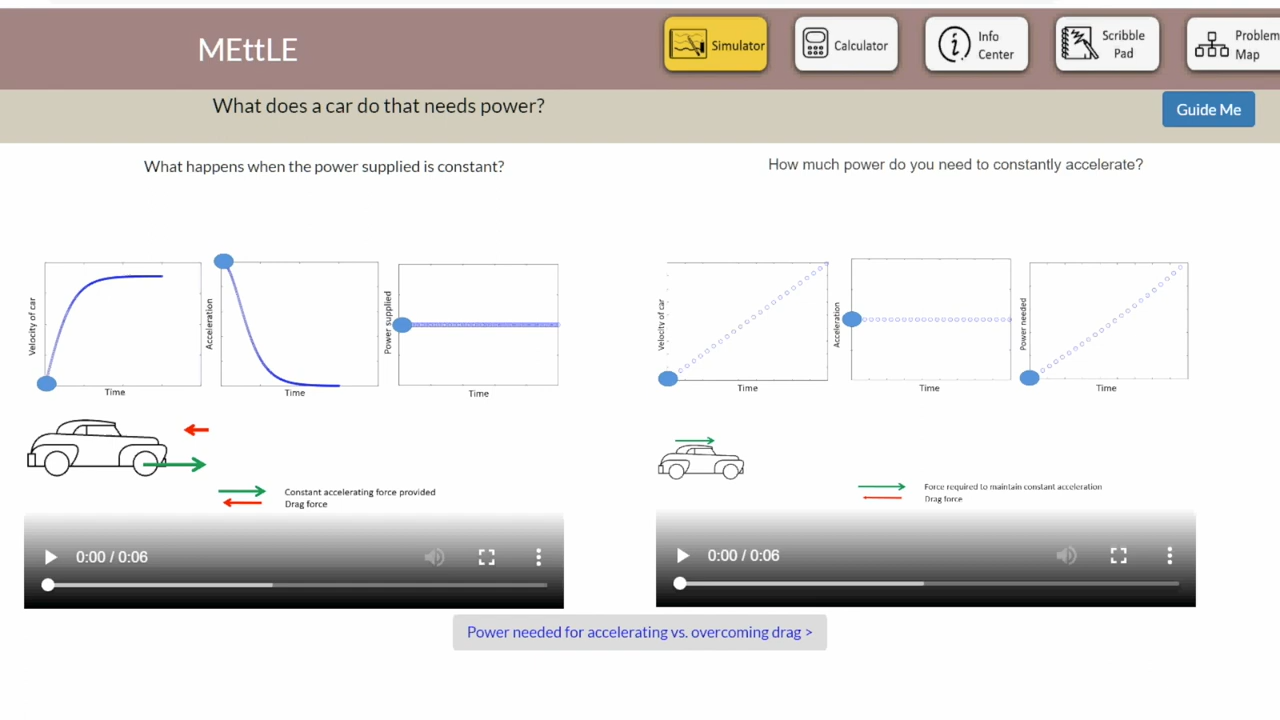 MEttLE
Simulator
Calculator
Info
Center
Scribble
Pad
Problem
Map
What does a car do that needs power?
Guide Me
What happens when the power supplied is constant?
How much power do you need to constantly accelerate?
Velocity of car
Time
Acceleration
Time
Power supplied
Time
Velocity of car
Time
Acceleration
Time
Power needed
Time
Constant accelerating force provided
Drag force
Force required to maintain constant acceleration
Drag force
0:00 / 0:06
0:00 / 0:06
Power needed for accelerating vs. overcoming drag >